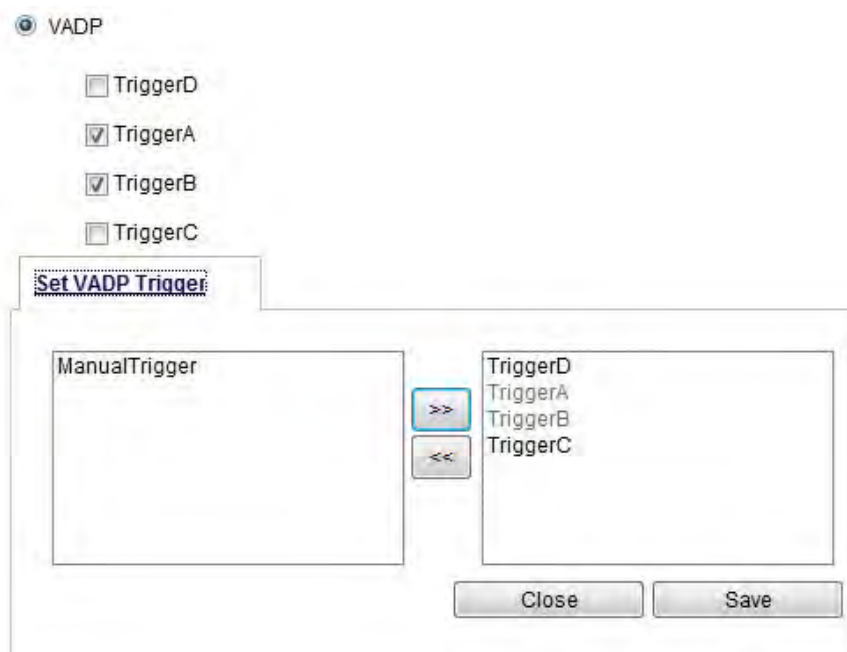 VADP
TriggerD
TriggerA
TriggerB
TriggerC
Set VADP Trigger
ManualTrigger
>>
<<
TriggerD
TriggerA
TriggerB
TriggerC
Close
Save